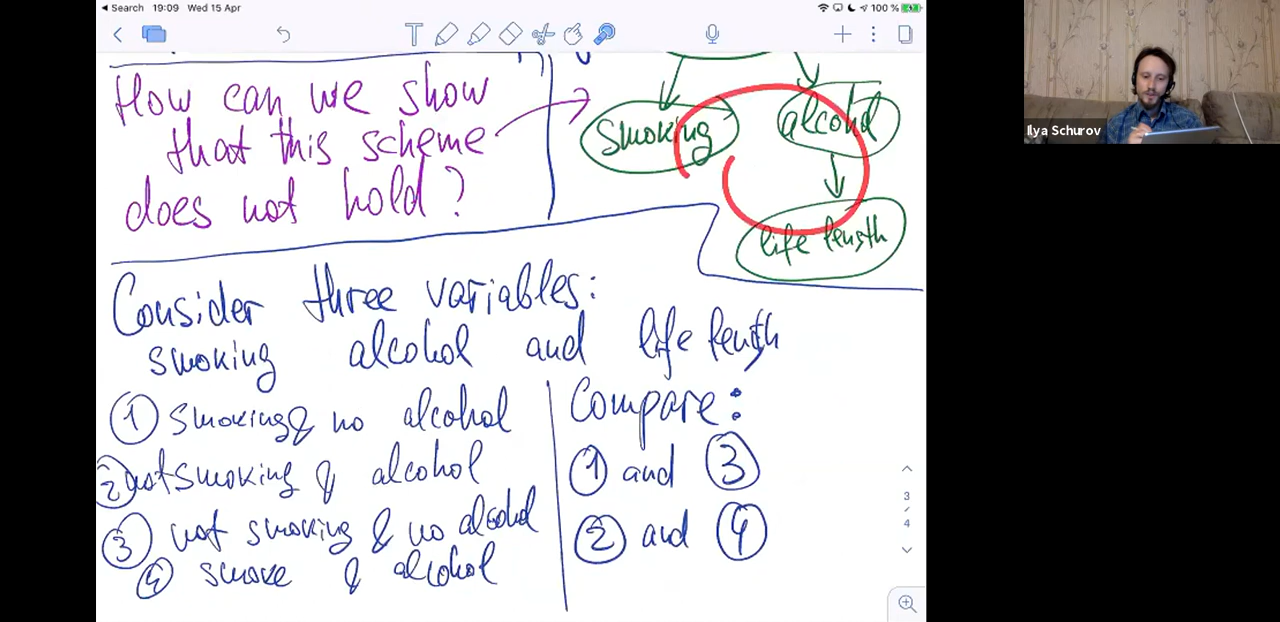 Search 19:09 Wed 15 Apr 100 %
How can we show
that this scheme
does not hold?
smoking alcohol
life length
Consider three variables:
smoking alcohol and life length
① smoking & no alcohol
② not smoking & alcohol
③ not smoking & no alcohol
④ smoke & alcohol
Compare:
① and ③
② and ④
3
/
4
Ilya Schurov